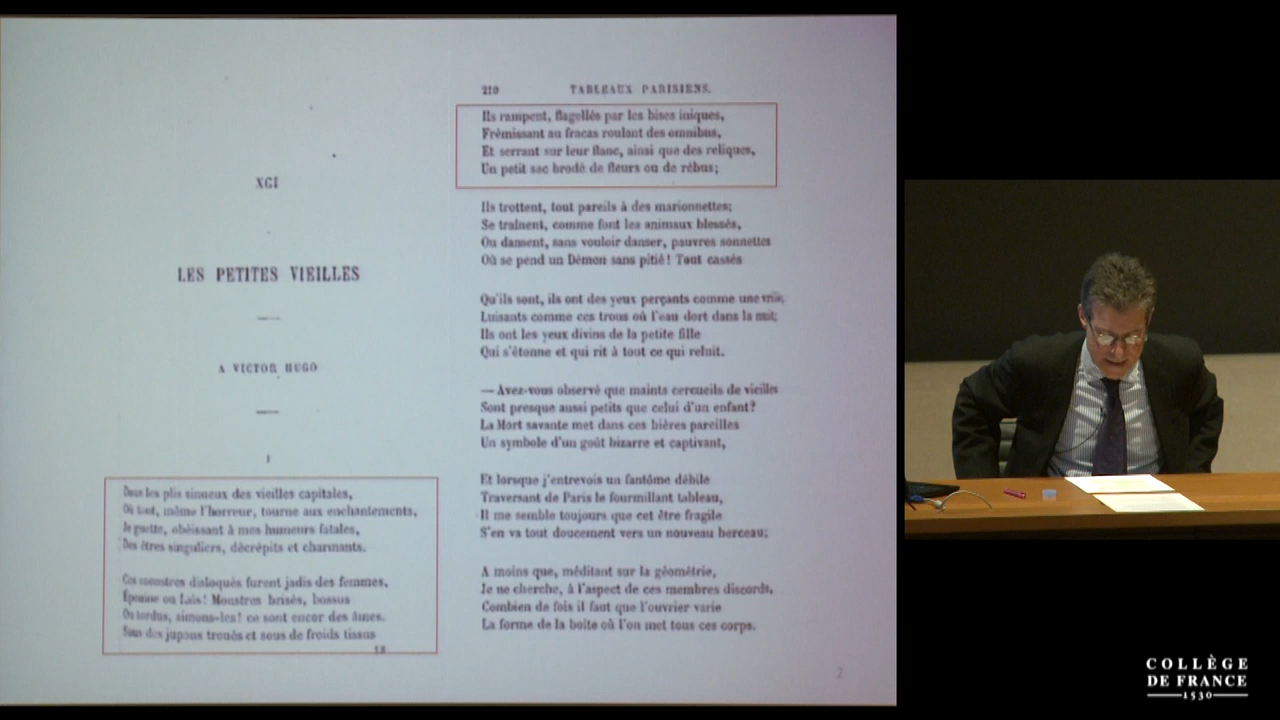 XCI
LES PETITES VIEILLES
A VICTOR HUGO
I
Dans les plis sinueux des vieilles capitales,
Où tout, même l'horreur, tourne aux enchantements,
Je guette, obéissant à mes humeurs fatales,
Des êtres singuliers, décrépits et charmants.
Ces monstres disloqués furent jadis des femmes,
Éponine ou Laïs! Monstres brisés, bossus
Ou tordus, aimons-les! ce sont encor des âmes.
Sous des jupons troués et sous de froids tissus
18
210 TABLEAUX PARISIENS.
Ils rampent, flagellés par les bises iniques,
Frémissant au fracas roulant des omnibus,
Et serrant sur leur flanc, ainsi que des reliques,
Un petit sac brodé de fleurs ou de rébus;
Ils trottent, tout pareils à des marionnettes;
Se traînent, comme font les animaux blessés,
Ou dansent, sans vouloir danser, pauvres sonnettes
Où se pend un Démon sans pitié! Tout cassés
Qu'ils sont, ils ont des yeux perçants comme une vrille,
Luisants comme ces trous où l'eau dort dans la nuit;
Ils ont les yeux divins de la petite fille
Qui s'étonne et qui rit à tout ce qui reluit.
— Avez-vous observé que maints cercueils de vieilles
Sont presque aussi petits que celui d'un enfant?
La Mort savante met dans ces bières pareilles
Un symbole d'un goût bizarre et captivant,
Et lorsque j'entrevois un fantôme débile
Traversant de Paris le fourmillant tableau,
Il me semble toujours que cet être fragile
S'en va tout doucement vers un nouveau berceau;
A moins que, méditant sur la géométrie,
Je ne cherche, à l'aspect de ces membres discords,
Combien de fois il faut que l'ouvrier varie
La forme de la boîte où l'on met tous ces corps.
2
COLLÈGE
DE FRANCE
1530